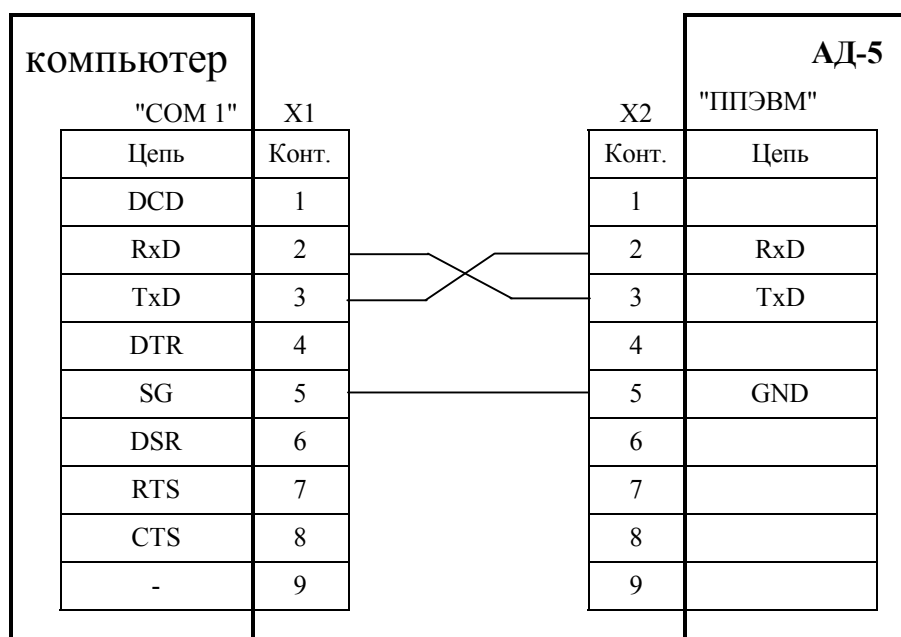 компьютер АД-5
"COM 1" X1 X2 "ППЭВМ"
Цепь Конт. Конт. Цепь
DCD 1 1
RxD 2 2 RxD
TxD 3 3 TxD
DTR 4 4
SG 5 5 GND
DSR 6 6
RTS 7 7
CTS 8 8
- 9 9